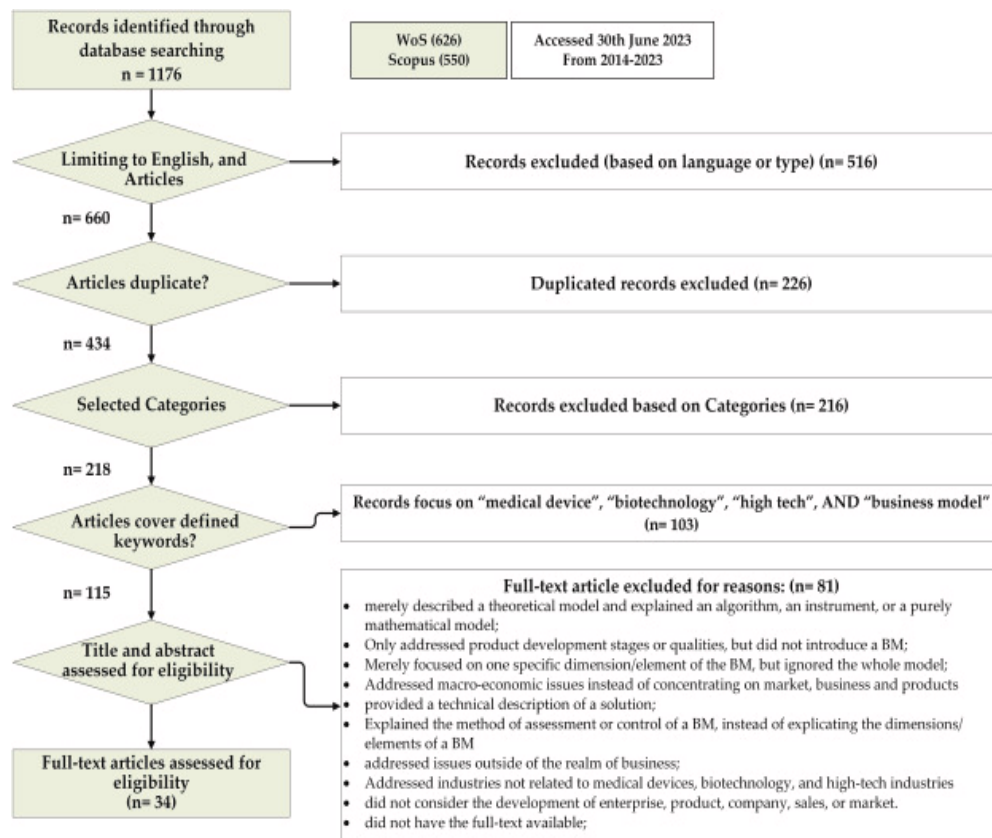 Records identified through
database searching
n = 1176
WoS (626)
Scopus (550)
Accessed 30th June 2023
From 2014-2023
Limiting to English, and
Articles
Records excluded (based on language or type) (n= 516)
n= 660
Articles duplicate?
Duplicated records excluded (n= 226)
n= 434
Selected Categories
Records excluded based on Categories (n= 216)
n= 218
Articles cover defined
keywords?
Records focus on “medical device”, “biotechnology”, “high tech”, AND “business model”
(n= 103)
n= 115
Title and abstract
assessed for eligibility
Full-text article excluded for reasons: (n= 81)
• merely described a theoretical model and explained an algorithm, an instrument, or a purely
mathematical model;
• Only addressed product development stages or qualities, but did not introduce a BM;
• Merely focused on one specific dimension/element of the BM, but ignored the whole model;
• Addressed macro-economic issues instead of concentrating on market, business and products
• provided a technical description of a solution;
• Explained the method of assessment or control of a BM, instead of explicating the dimensions/
elements of a BM
• addressed issues outside of the realm of business;
• Addressed industries not related to medical devices, biotechnology, and high-tech industries
• did not consider the development of enterprise, product, company, sales, or market.
• did not have the full-text available;
Full-text articles assessed for
eligibility
(n= 34)